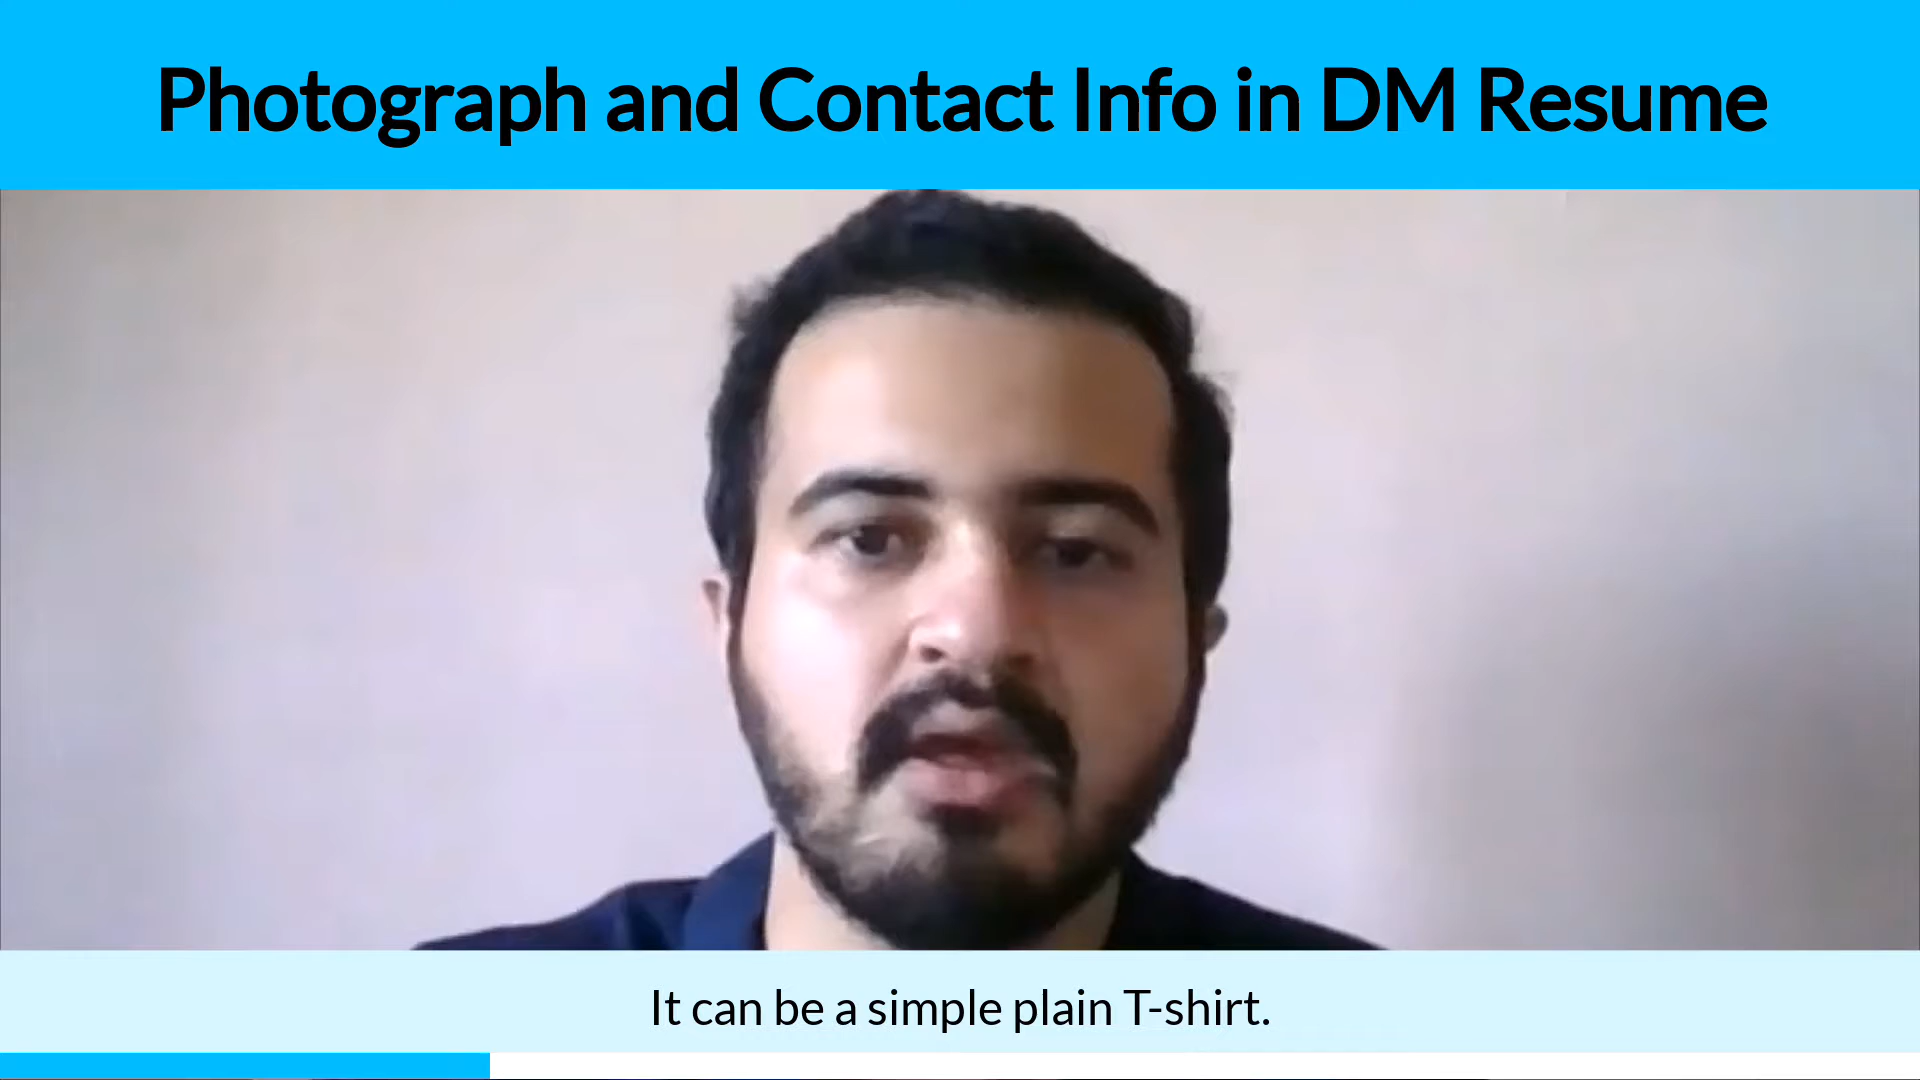 Photograph and Contact Info in DM Resume
It can be a simple plain T-shirt.